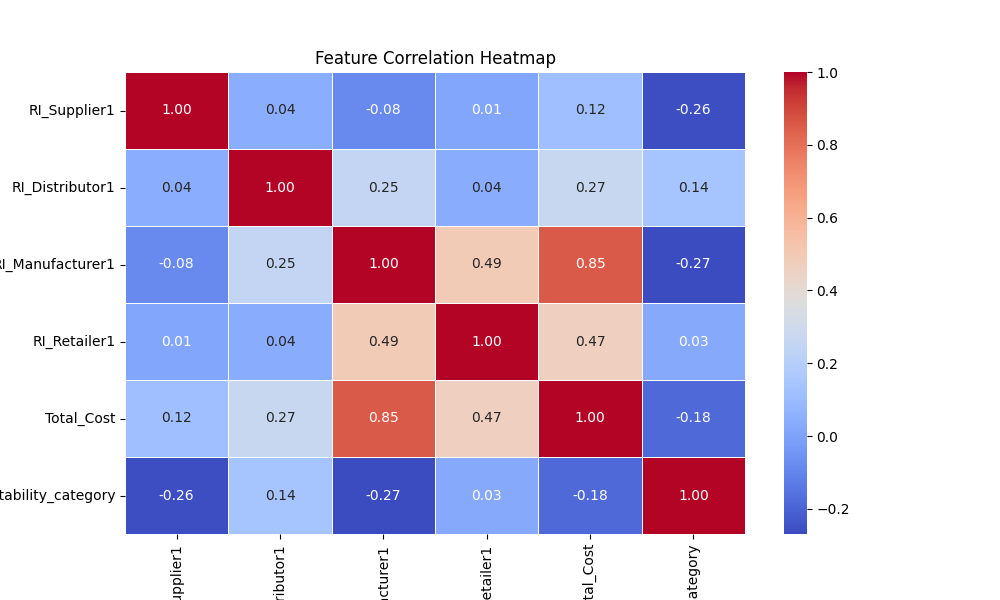 Feature Correlation Heatmap
RI_Supplier1 1.00 0.04 -0.08 0.01 0.12 -0.26
RI_Distributor1 0.04 1.00 0.25 0.04 0.27 0.14
RI_Manufacturer1 -0.08 0.25 1.00 0.49 0.85 -0.27
RI_Retailer1 0.01 0.04 0.49 1.00 0.47 0.03
Total_Cost 0.12 0.27 0.85 0.47 1.00 -0.18
tability_category -0.26 0.14 -0.27 0.03 -0.18 1.00
upplier1
ributor1
acturer1
etailer1
tal_Cost
ategory
1.0
0.8
0.6
0.4
0.2
0.0
−0.2